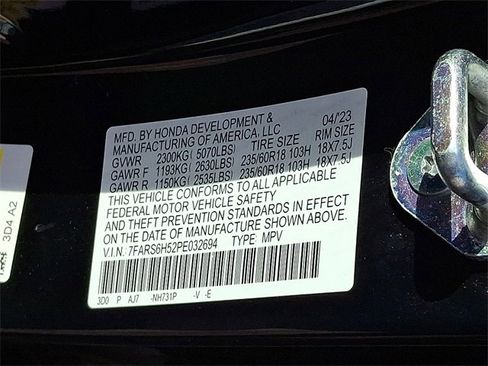 MFD. BY HONDA DEVELOPMENT &
MANUFACTURING OF AMERICA, LLC 04/23
GVWR 2300KG( 5070LBS) TIRE SIZE RIM SIZE
GAWR F 1193KG( 2630LBS) 235/60R18 103H 18X7.5J
GAWR R 1150KG( 2535LBS) 235/60R18 103H 18X7.5J
THIS VEHICLE CONFORMS TO ALL APPLICABLE
FEDERAL MOTOR VEHICLE SAFETY
AND THEFT PREVENTION STANDARDS IN EFFECT
ON THE DATE OF MANUFACTURE SHOWN ABOVE.
V.I.N. 7FARS6H52PE032694 TYPE: MPV
3D0 P AJ7 -NH731P -V -E
3D4 A2